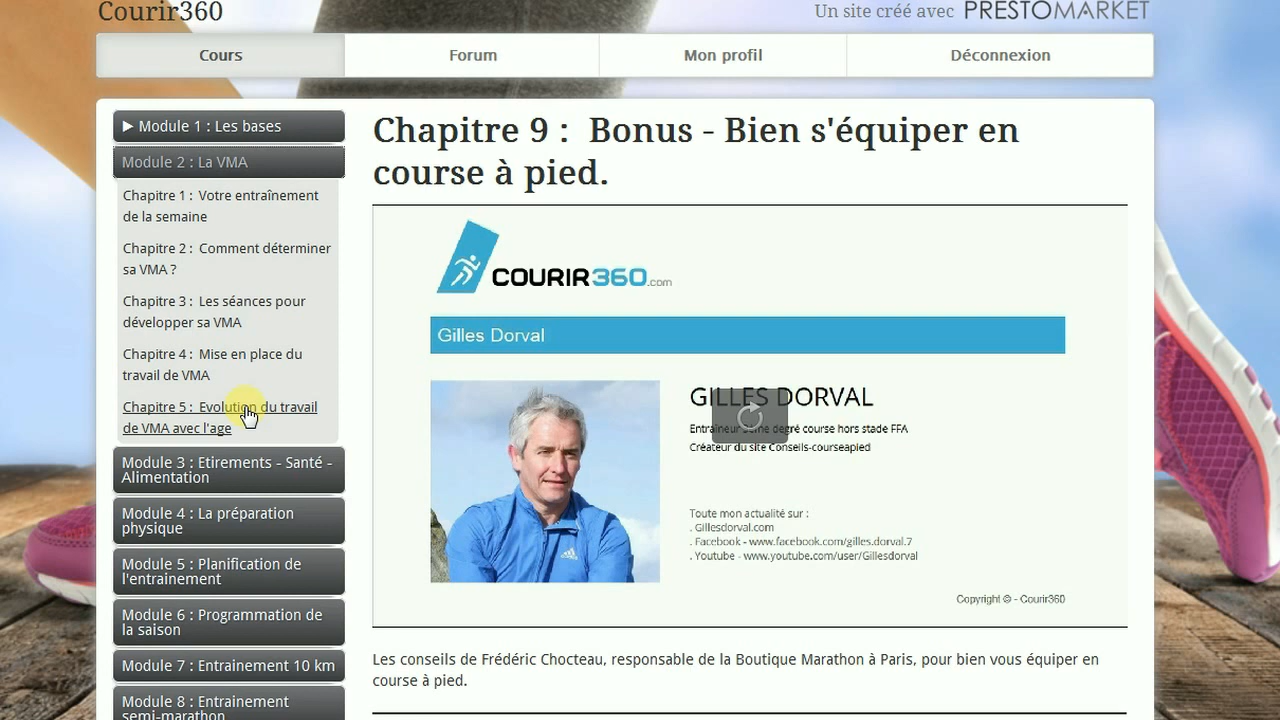 Courir360
Un site créé avec PRESTOMARKET
Cours
Forum
Mon profil
Déconnexion
▶ Module 1 : Les bases
Module 2 : La VMA
Chapitre 1 : Votre entraînement
de la semaine
Chapitre 2 : Comment déterminer
sa VMA ?
Chapitre 3 : Les séances pour
développer sa VMA
Chapitre 4 : Mise en place du
travail de VMA
Chapitre 5 : Evolution du travail
de VMA avec l'age
Module 3 : Etirements - Santé -
Alimentation
Module 4 : La préparation
physique
Module 5 : Planification de
l'entrainement
Module 6 : Programmation de
la saison
Module 7 : Entrainement 10 km
Module 8 : Entrainement
semi-marathon
Chapitre 9 : Bonus - Bien s'équiper en
course à pied.
COURIR360.com
Gilles Dorval
GILLES DORVAL
Entraîneur 3ème degré course hors stade FFA
Créateur du site Conseils-courseapied
Toute mon actualité sur :
. Gillesdorval.com
. Facebook - www.facebook.com/gilles.dorval.7
. Youtube - www.youtube.com/user/Gillesdorval
Copyright © - Courir360
Les conseils de Frédéric Chocteau, responsable de la Boutique Marathon à Paris, pour bien vous équiper en
course à pied.